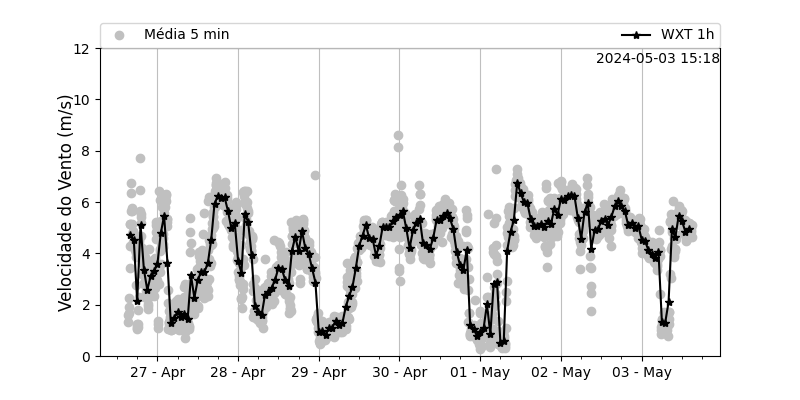 Média 5 min
WXT 1h
2024-05-03 15:18
Velocidade do Vento (m/s)
12
10
8
6
4
2
0
27 - Apr
28 - Apr
29 - Apr
30 - Apr
01 - May
02 - May
03 - May